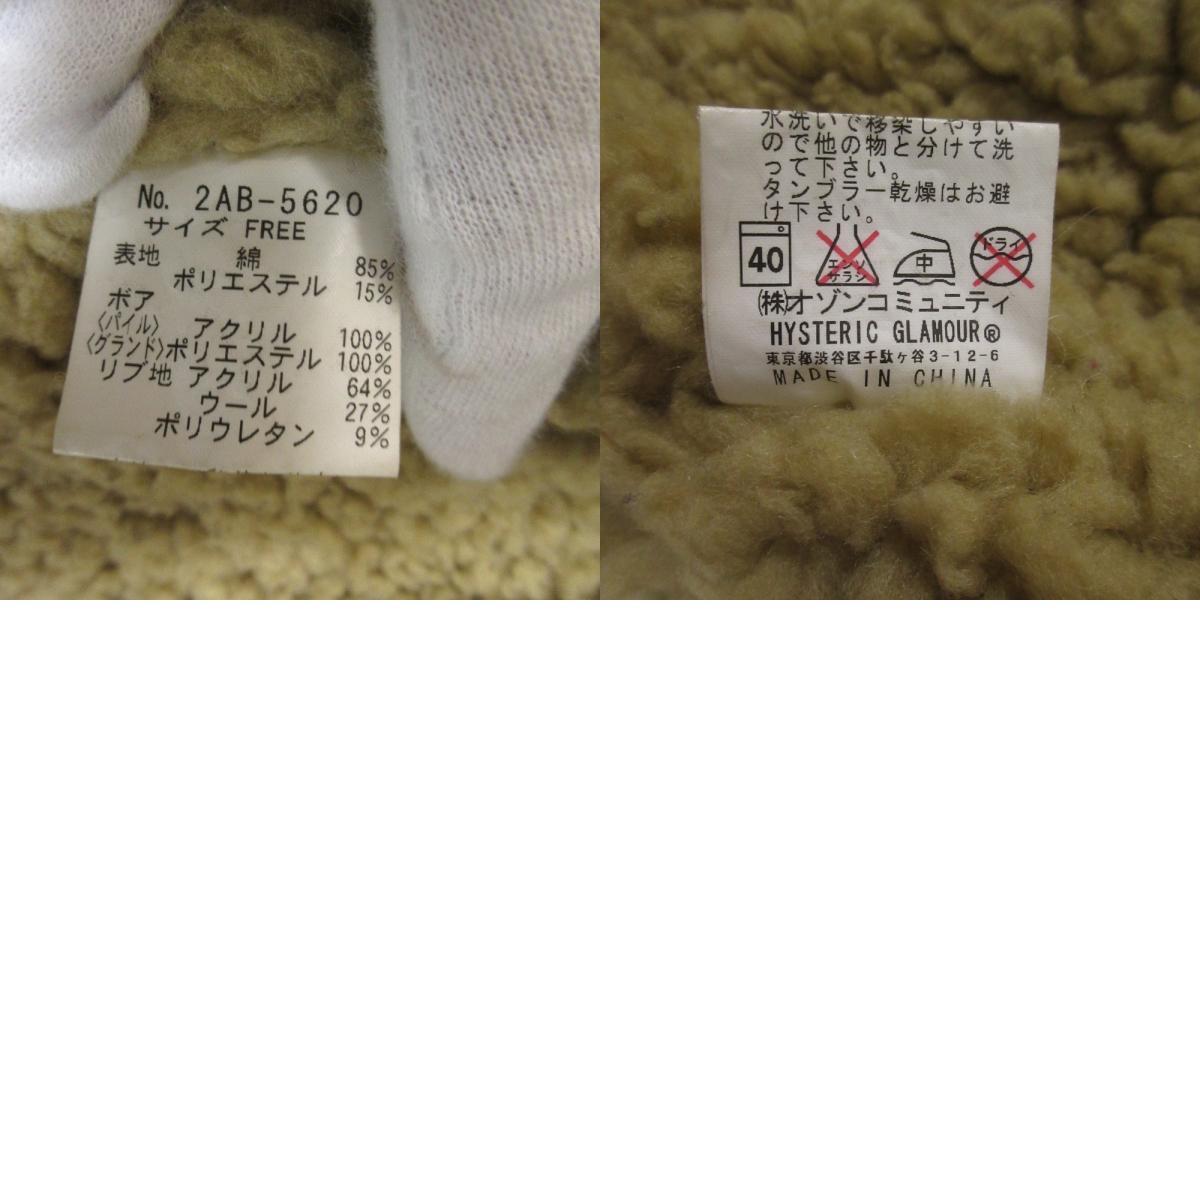 No. 2AB-5620
サイズ FREE
表地 綿 85%
ポリエステル 15%
ボア
〈パイル〉 アクリル 100%
〈グランド〉ポリエステル 100%
リブ地 アクリル 64%
ウール 27%
ポリウレタン 9%
水洗いで移染しやすい
ので他の物と分けて洗
って下さい。
タンブラー乾燥はお避
け下さい。
40 エンソ サラシ 中 ドライ
㈱オゾンコミュニティ
HYSTERIC GLAMOUR®
東京都渋谷区千駄ヶ谷3-12-6
MADE IN CHINA